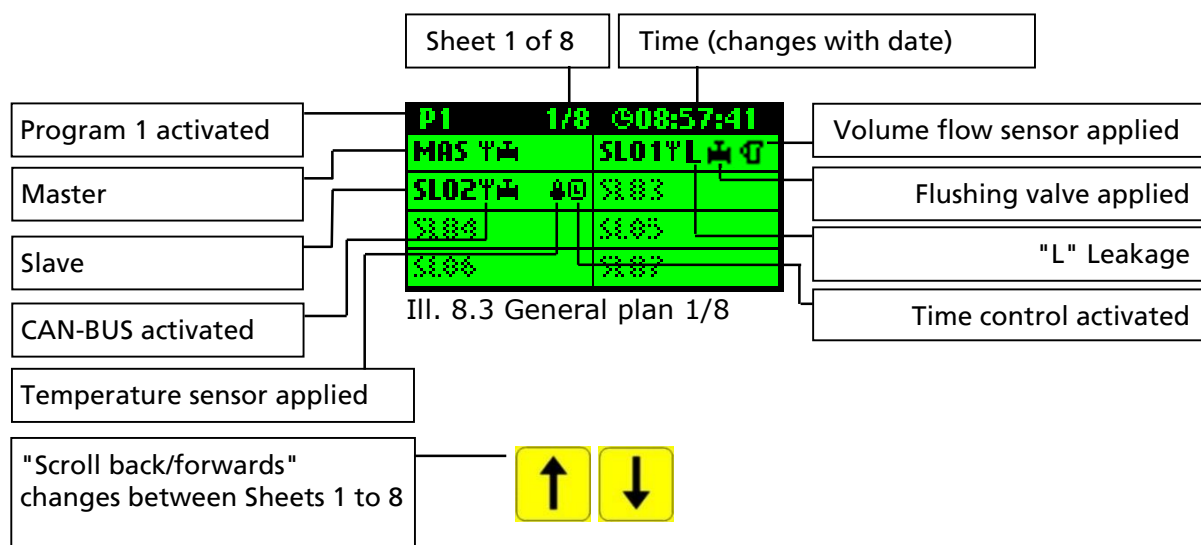 Sheet 1 of 8
Time (changes with date)
Program 1 activated
Master
Slave
CAN-BUS activated
Temperature sensor applied
"Scroll back/forwards"
changes between Sheets 1 to 8
P1 1/8 08:57:41
MAS SL01 L
SL02 SL03
SL04 SL05
SL06 SL07
Ill. 8.3 General plan 1/8
Volume flow sensor applied
Flushing valve applied
"L" Leakage
Time control activated